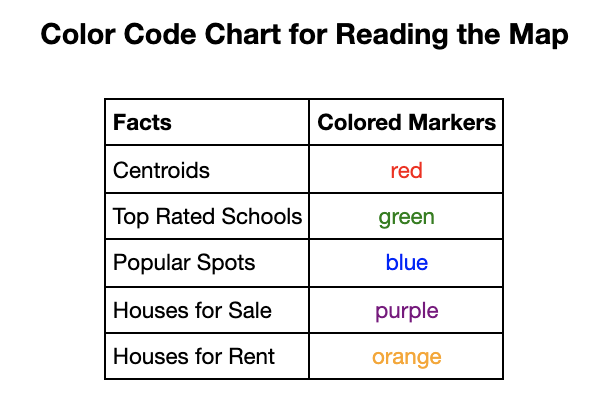 Color Code Chart for Reading the Map
Facts Colored Markers
Centroids red
Top Rated Schools green
Popular Spots blue
Houses for Sale purple
Houses for Rent orange